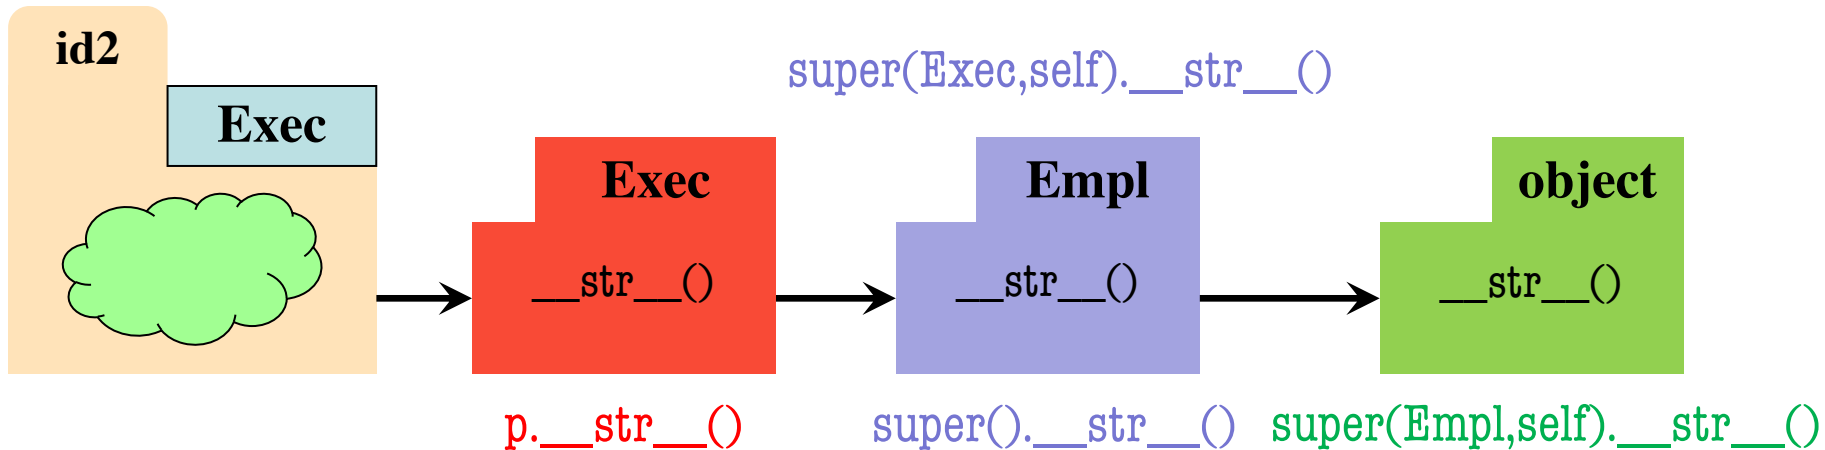 id2
super(Exec,self).__str__()
Exec
Exec
Empl
object
__str__()
__str__()
__str__()
p.__str__()
super().__str__()
super(Empl,self).__str__()